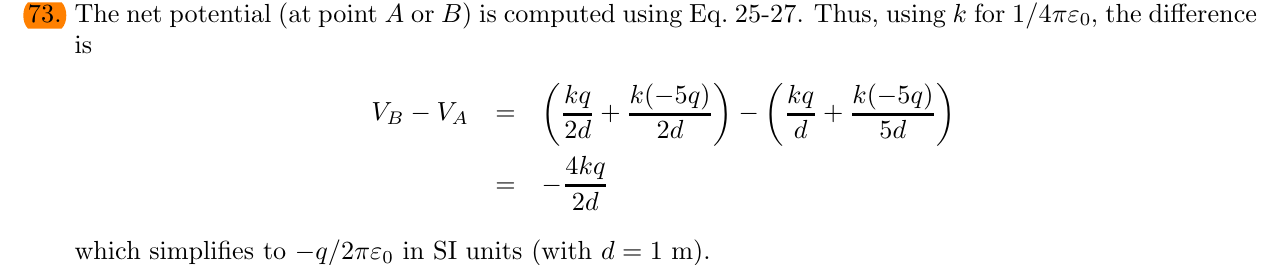 73. The net potential (at point A or B) is computed using Eq. 25-27. Thus, using k for 1/4πε₀, the difference
is
V_B − V_A = (kq/2d + k(−5q)/2d) − (kq/d + k(−5q)/5d)
= −4kq/2d
which simplifies to −q/2πε₀ in SI units (with d = 1 m).